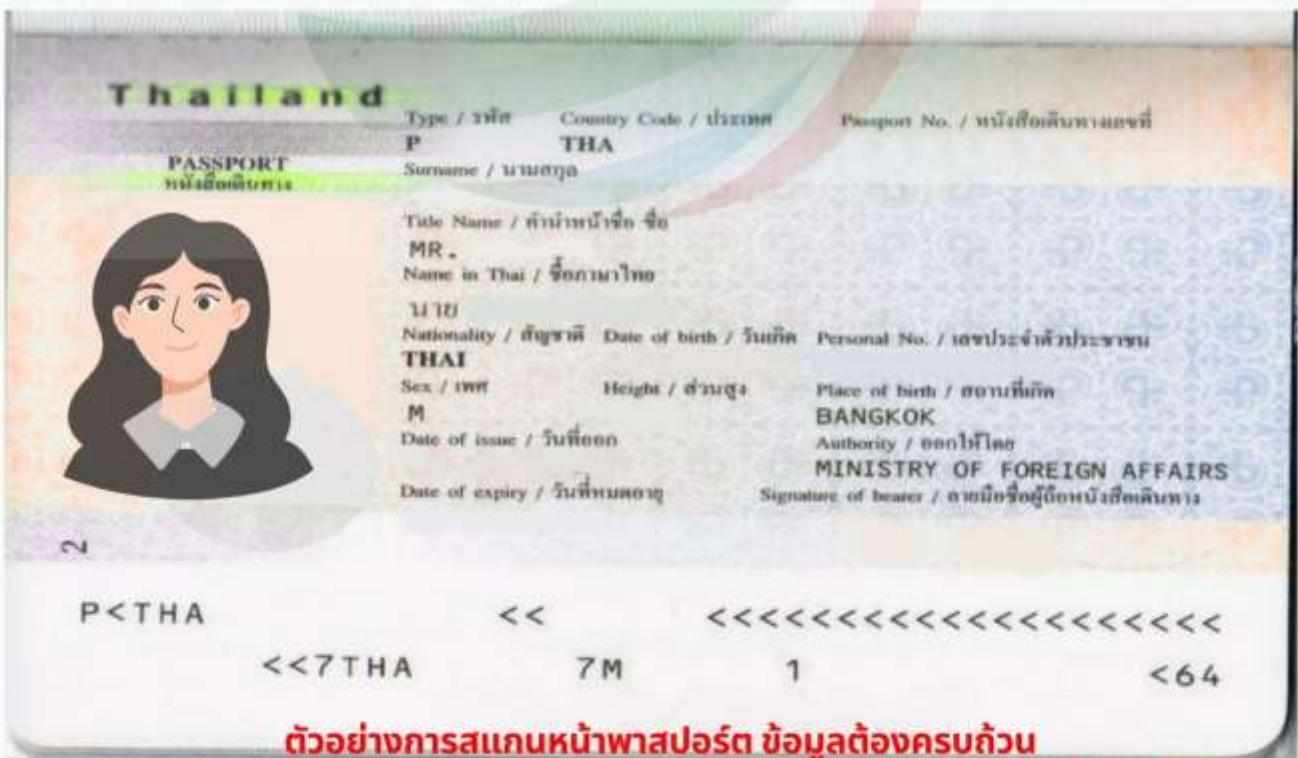 Thailand
PASSPORT
หนังสือเดินทาง
Type / รหัส Country Code / ประเทศ Passport No. / หนังสือเดินทางเลขที่
P THA
Surname / นามสกุล
Title Name / คำนำหน้าชื่อ ชื่อ
MR.
Name in Thai / ชื่อภาษาไทย
นาย
Nationality / สัญชาติ Date of birth / วันเกิด Personal No. / เลขประจำตัวประชาชน
THAI
Sex / เพศ Height / ส่วนสูง Place of birth / สถานที่เกิด
M BANGKOK
Date of issue / วันที่ออก Authority / ออกให้โดย
MINISTRY OF FOREIGN AFFAIRS
Date of expiry / วันที่หมดอายุ Signature of bearer / ลายมือชื่อผู้ถือหนังสือเดินทาง
2
P<THA << <<<<<<<<<<<<<<<<<<<<
<<7THA 7M 1 <64
ตัวอย่างการสแกนหน้าพาสปอร์ต ข้อมูลต้องครบถ้วน